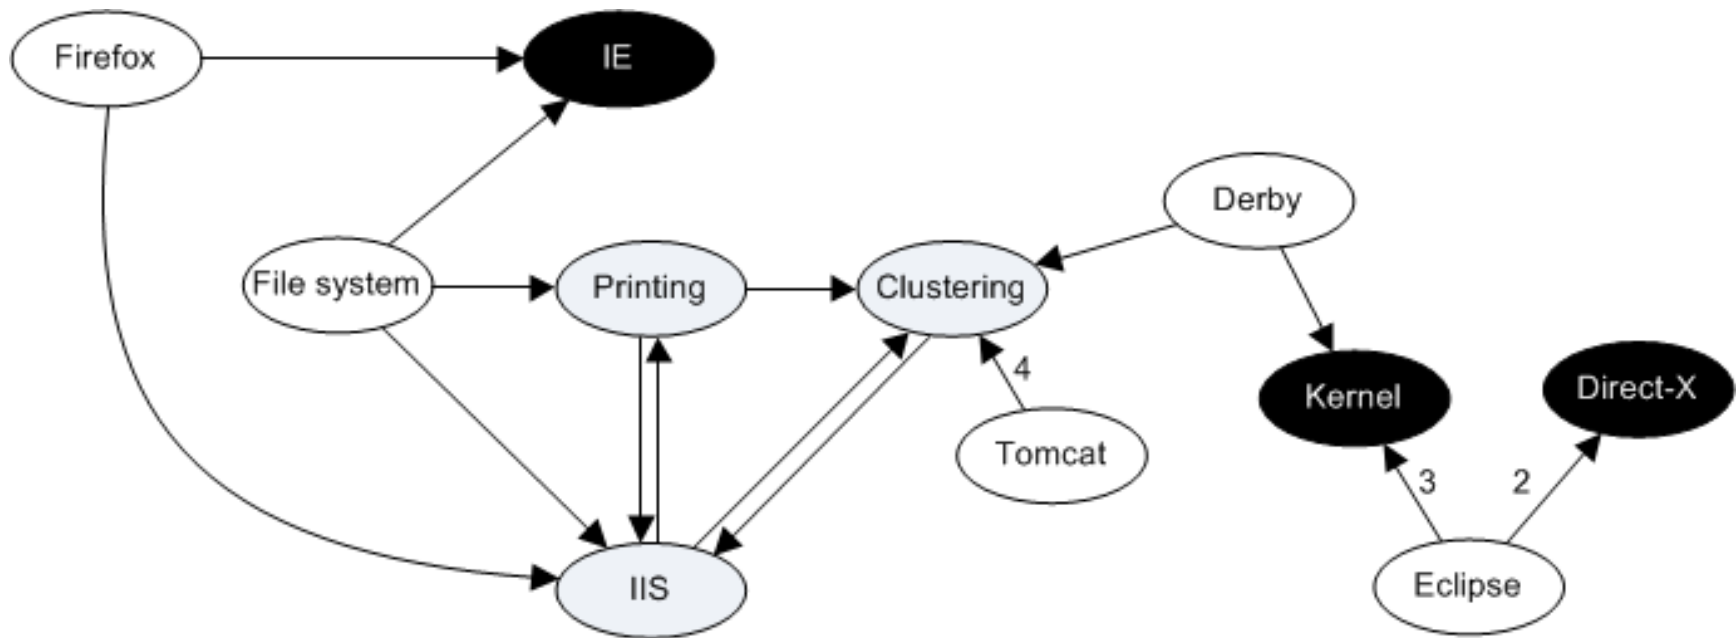 Firefox
IE
Derby
File system
Printing
Clustering
4
Kernel
Direct-X
Tomcat
3
2
IIS
Eclipse